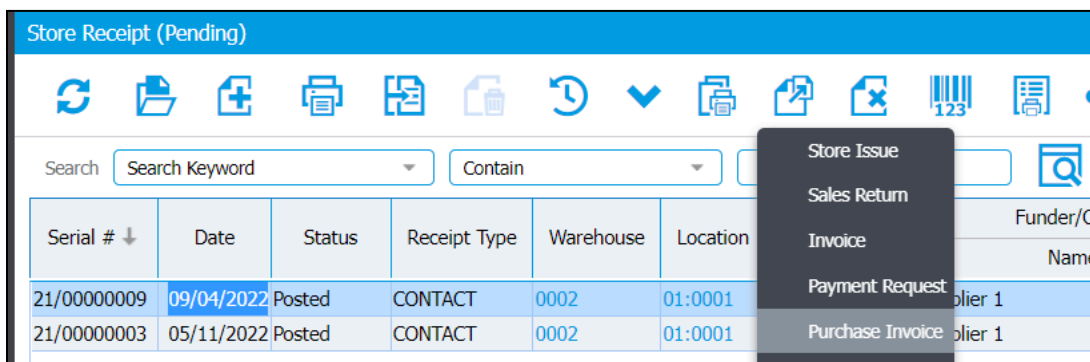 Store Receipt (Pending)
123
Search Search Keyword Contain
Store Issue
Sales Return
Invoice
Payment Request
Purchase Invoice
Serial # Date Status Receipt Type Warehouse Location Funder/C
Name
21/00000009 09/04/2022 Posted CONTACT 0002 01:0001 plier 1
21/00000003 05/11/2022 Posted CONTACT 0002 01:0001 plier 1